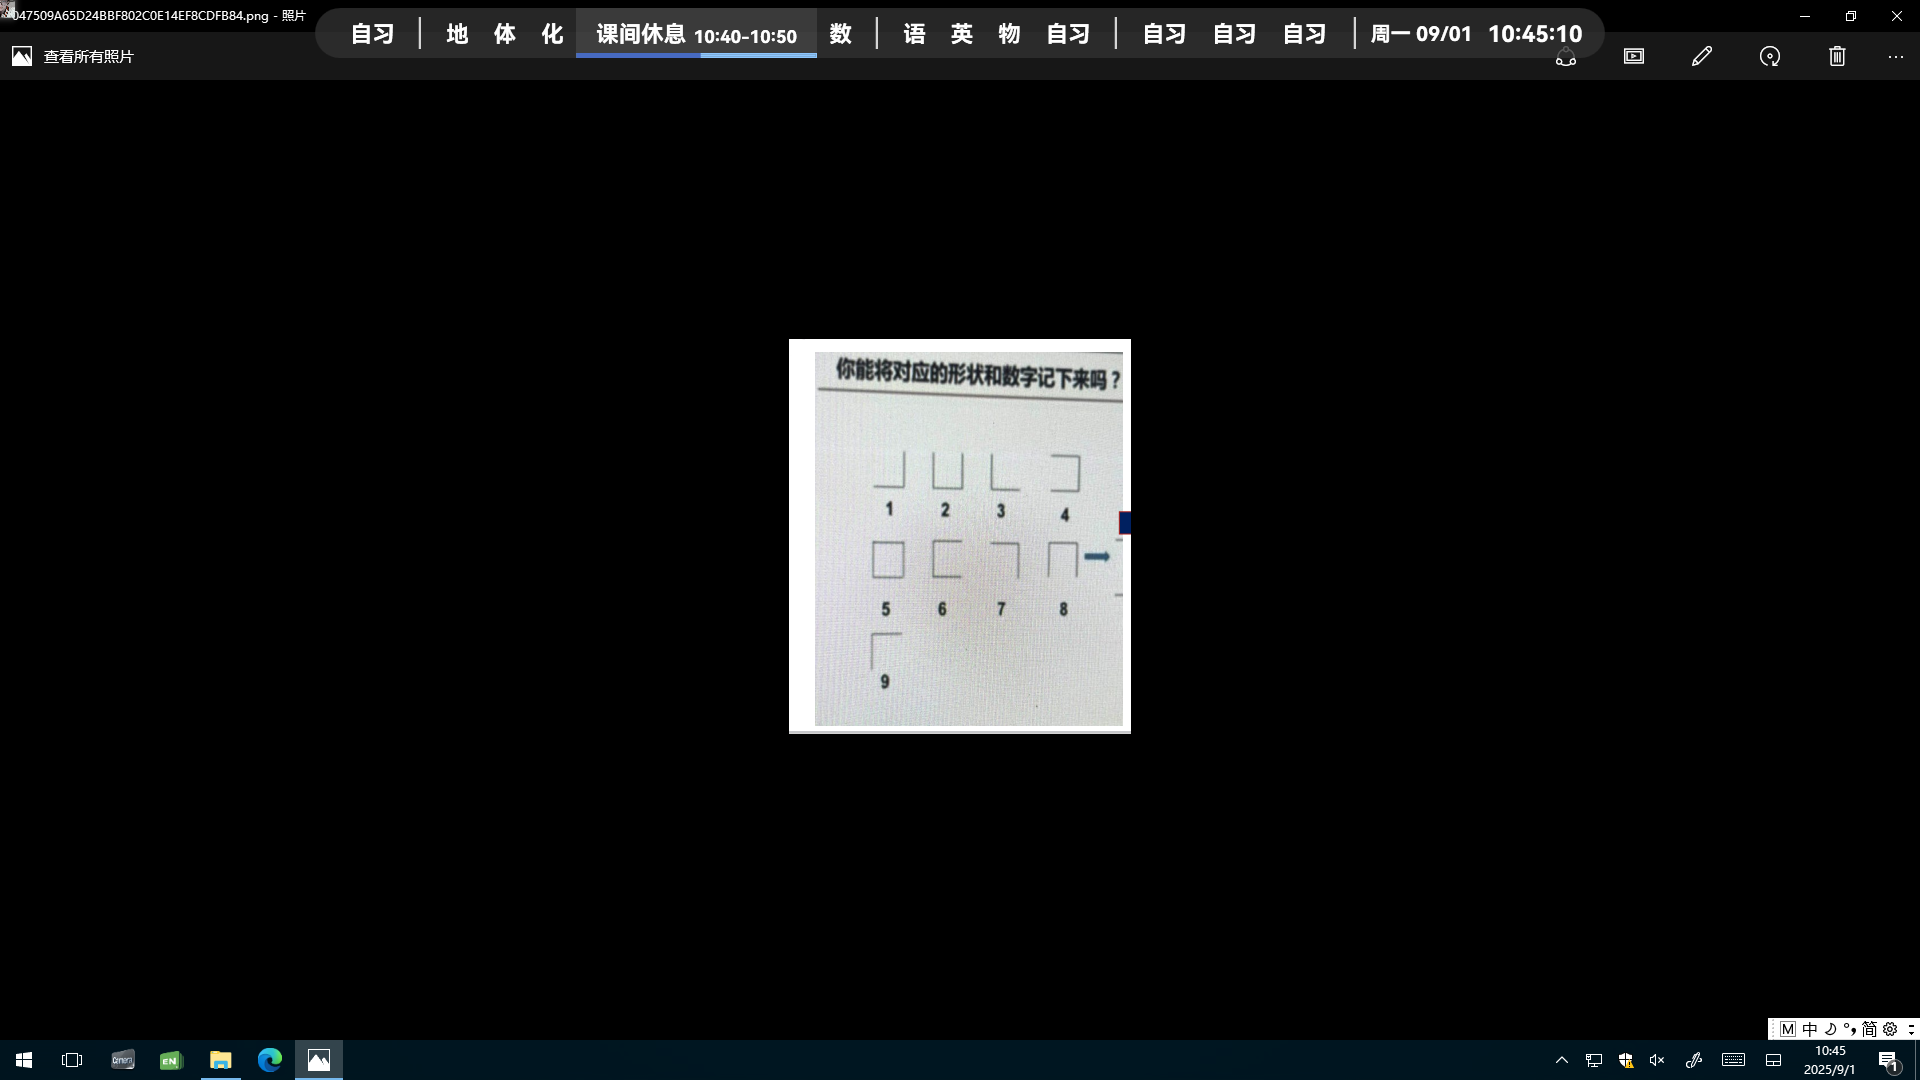 047509A65D24BBF802C0E14EF8CDFB84.png - 照片
自习 | 地 体 化 课间休息 10:40-10:50 数 | 语 英 物 自习 | 自习 自习 自习 | 周一 09/01 10:45:10
查看所有照片
你能将对应的形状和数字记下来吗？
1 2 3 4
5 6 7 8
9
M 中 简
Camera EN
10:45
2025/9/1
1